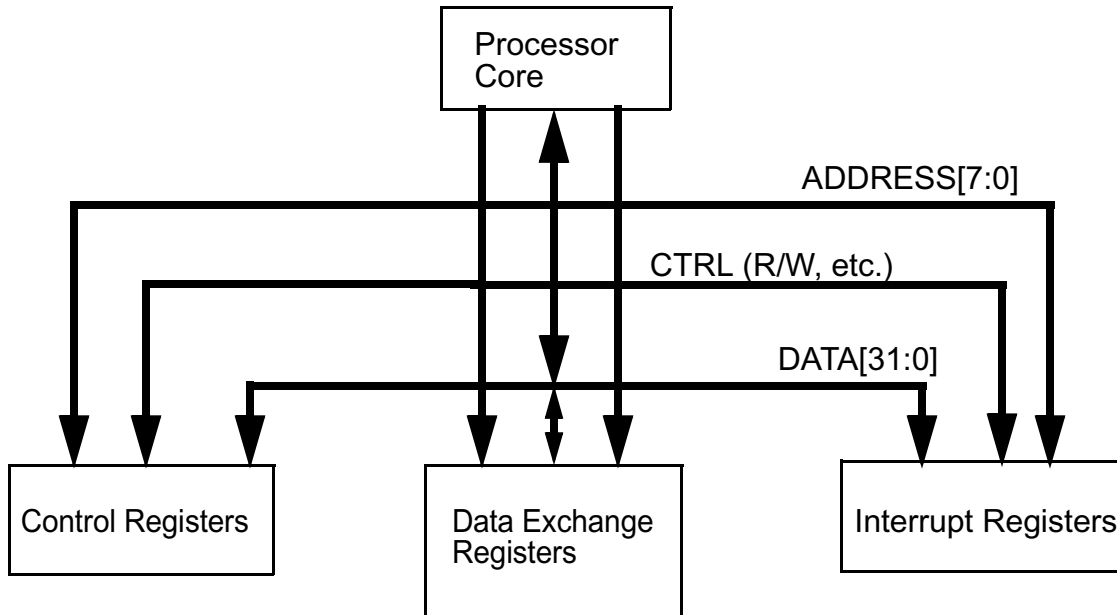 Processor
Core
ADDRESS[7:0]
CTRL (R/W, etc.)
DATA[31:0]
Control Registers
Data Exchange
Registers
Interrupt Registers